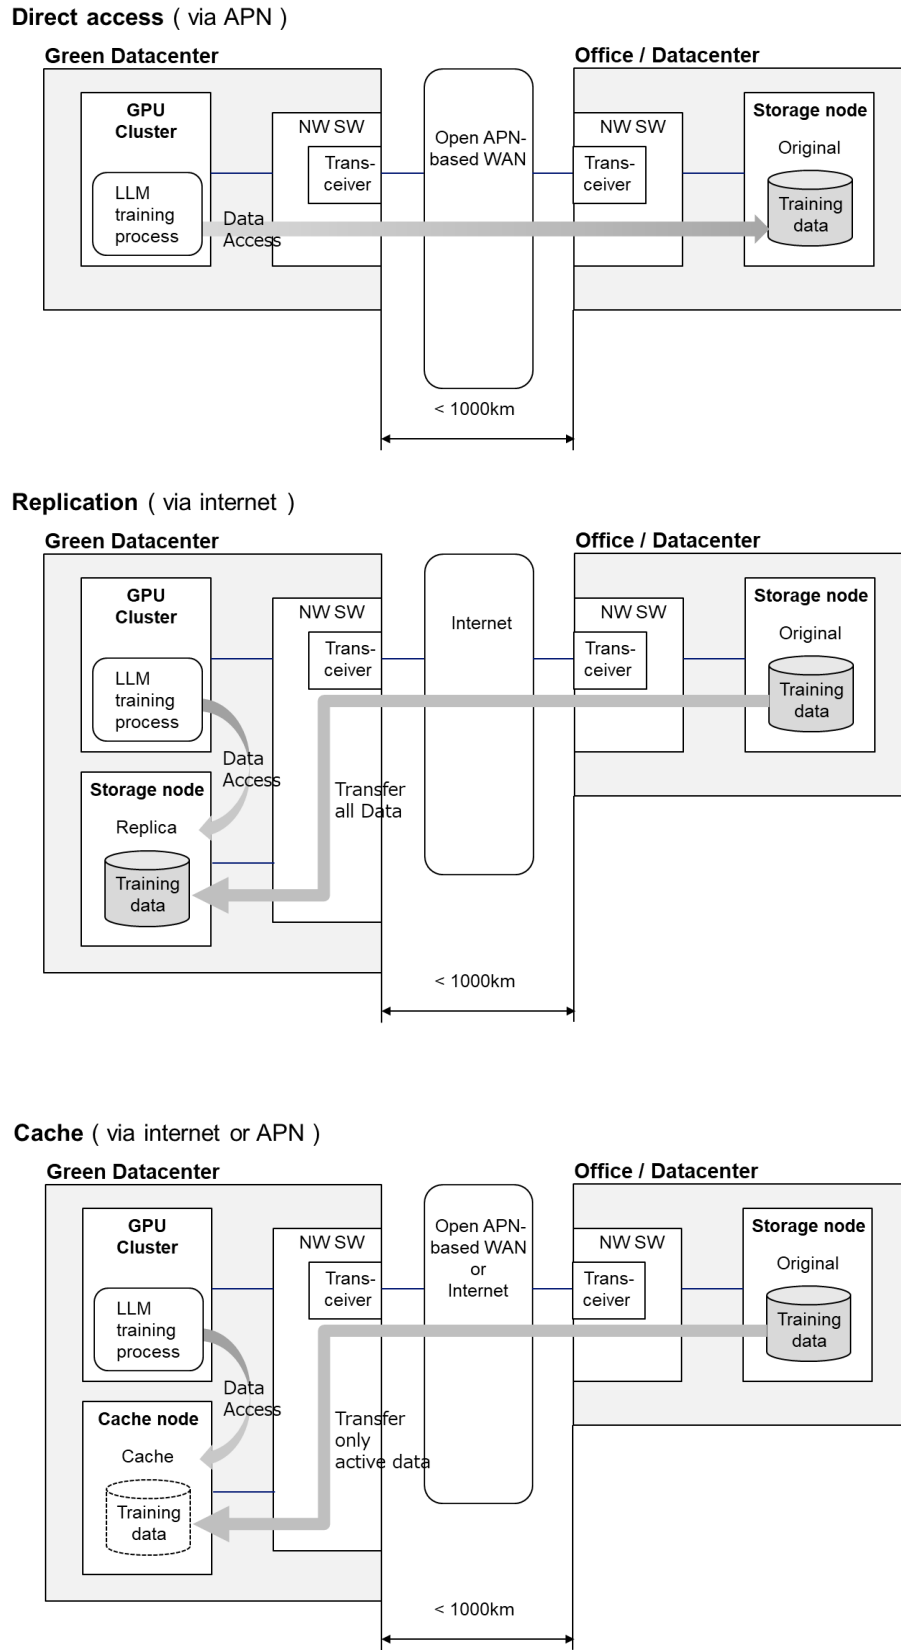 Direct access ( via APN )
Green Datacenter
Office / Datacenter
GPU
Cluster
NW SW
Trans-
ceiver
Open APN-
based WAN
NW SW
Trans-
ceiver
Storage node
Original
LLM
training
process
Data
Access
Training
data
< 1000km
Replication ( via internet )
Green Datacenter
Office / Datacenter
GPU
Cluster
NW SW
Trans-
ceiver
Internet
NW SW
Trans-
ceiver
Storage node
Original
Training
data
LLM
training
process
Data
Access
Storage node
Replica
Training
data
Transfer
all Data
< 1000km
Cache ( via internet or APN )
Green Datacenter
Office / Datacenter
GPU
Cluster
NW SW
Trans-
ceiver
Open APN-
based WAN
or
Internet
NW SW
Trans-
ceiver
Storage node
Original
Training
data
LLM
training
process
Data
Access
Cache node
Cache
Training
data
Transfer
only
active data
< 1000km